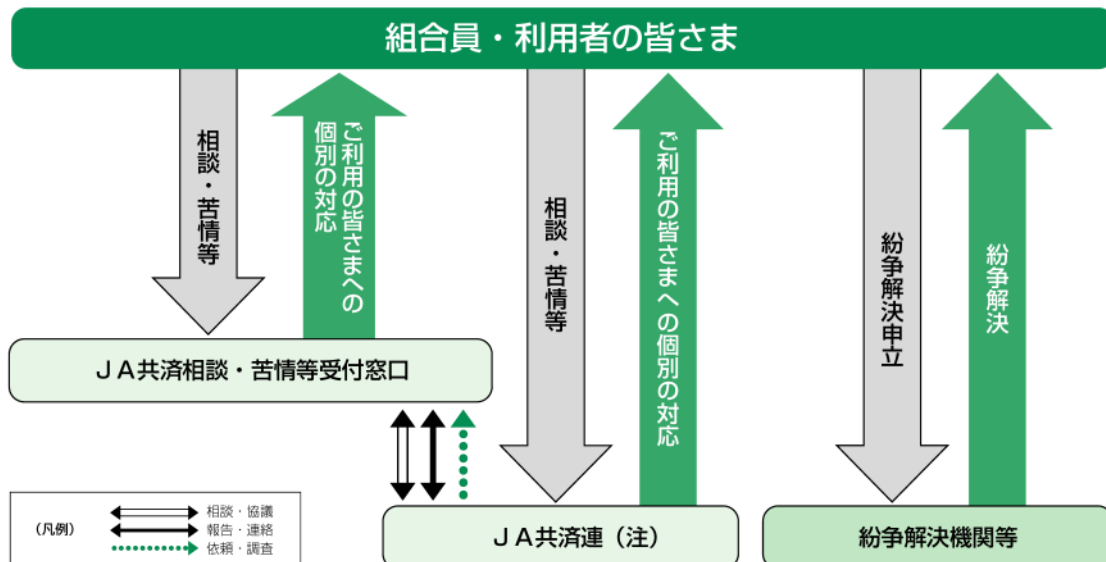 組合員・利用者の皆さま
相談・苦情等
ご利用の皆さまへの
個別の対応
相談・苦情等
ご利用の皆さまへの個別の対応
紛争解決申立
紛争解決
ＪＡ共済相談・苦情等受付窓口
（凡例）
相談・協議
報告・連絡
依頼・調査
ＪＡ共済連（注）
紛争解決機関等